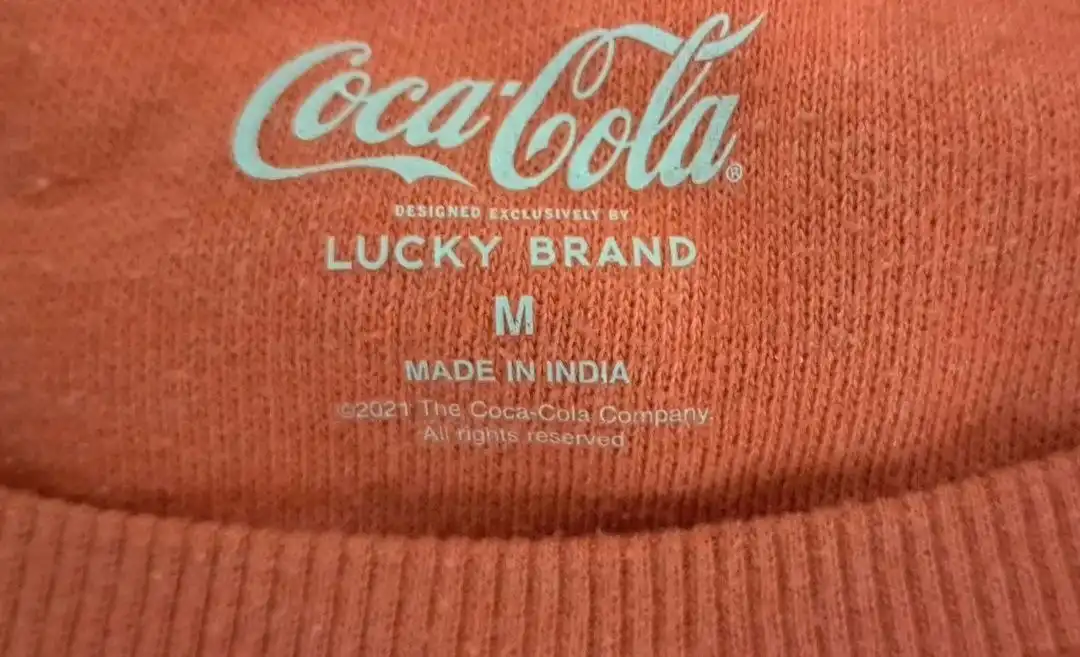 Coca-Cola®
DESIGNED EXCLUSIVELY BY
LUCKY BRAND
M
MADE IN INDIA
©2021 The Coca-Cola Company.
All rights reserved